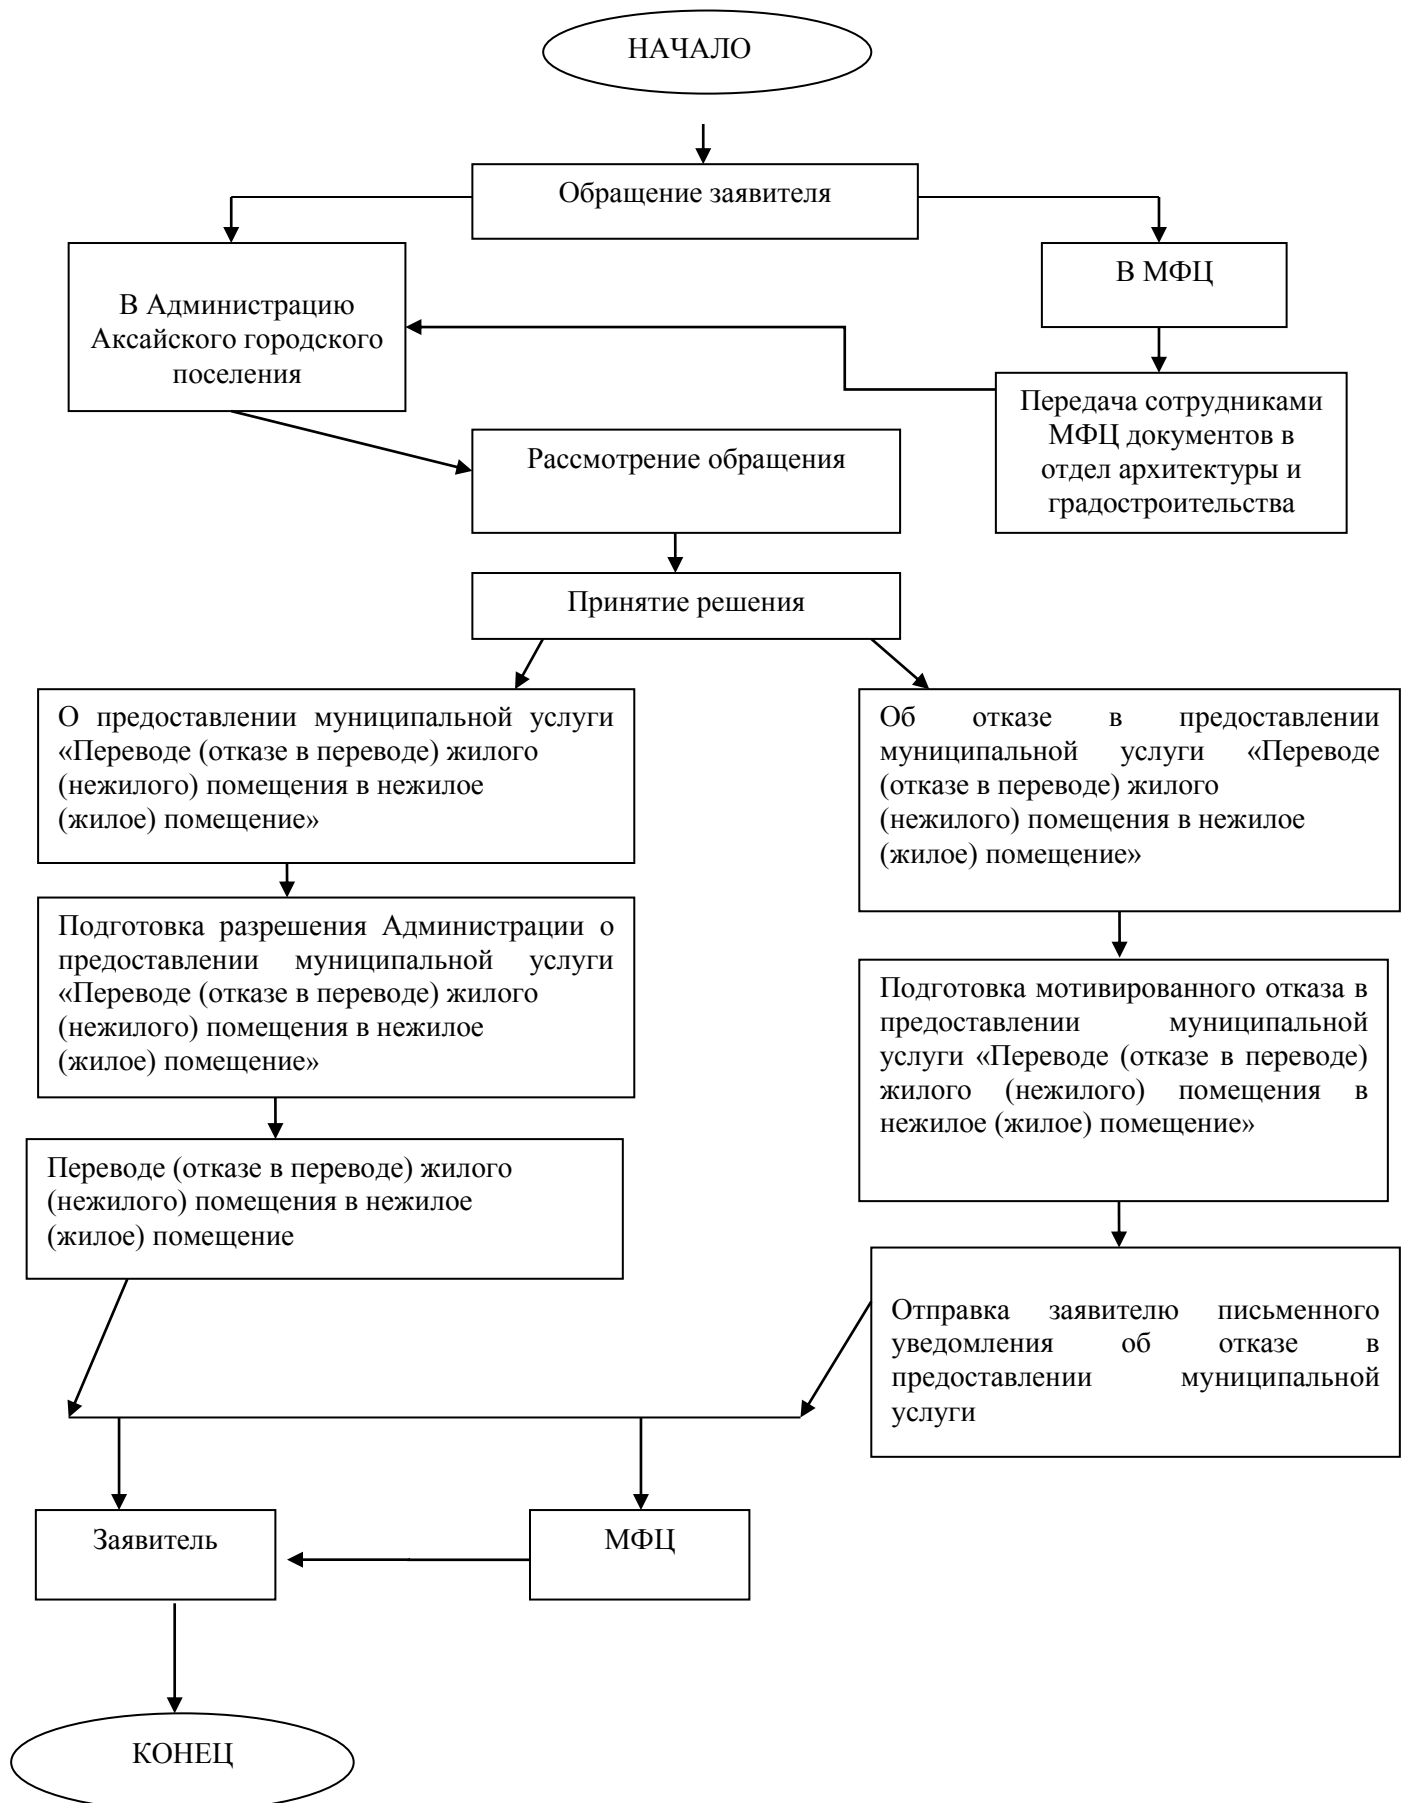 НАЧАЛО
Обращение заявителя
В Администрацию
Аксайского городского
поселения
В МФЦ
Передача сотрудниками
МФЦ документов в
отдел архитектуры и
градостроительства
Рассмотрение обращения
Принятие решения
О предоставлении муниципальной услуги
«Переводе (отказе в переводе) жилого
(нежилого) помещения в нежилое
(жилое) помещение»
Об отказе в предоставлении
муниципальной услуги «Переводе
(отказе в переводе) жилого
(нежилого) помещения в нежилое
(жилое) помещение»
Подготовка разрешения Администрации о
предоставлении муниципальной услуги
«Переводе (отказе в переводе) жилого
(нежилого) помещения в нежилое
(жилое) помещение»
Подготовка мотивированного отказа в
предоставлении муниципальной
услуги «Переводе (отказе в переводе)
жилого (нежилого) помещения в
нежилое (жилое) помещение»
Переводе (отказе в переводе) жилого
(нежилого) помещения в нежилое
(жилое) помещение
Отправка заявителю письменного
уведомления об отказе в
предоставлении муниципальной
услуги
Заявитель
МФЦ
КОНЕЦ